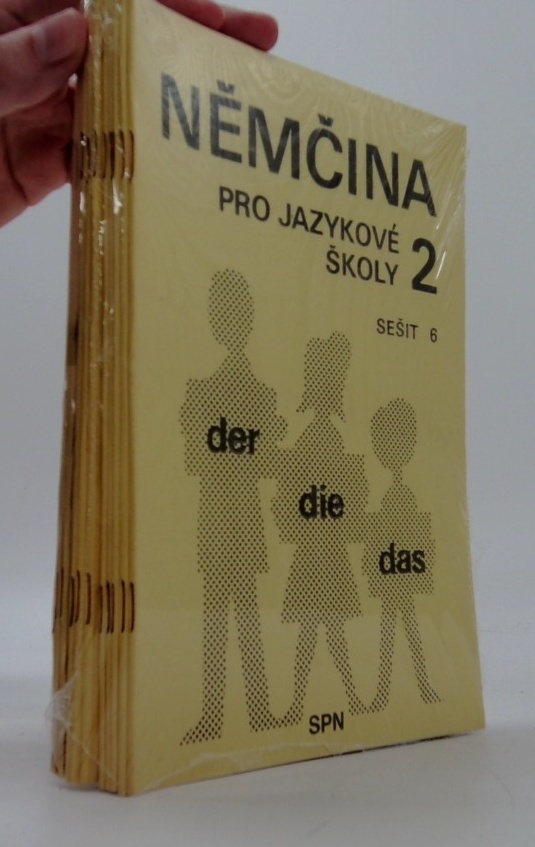 NĚMČINA
PRO JAZYKOVÉ
ŠKOLY 2
SEŠIT 6
der
die
das
SPN